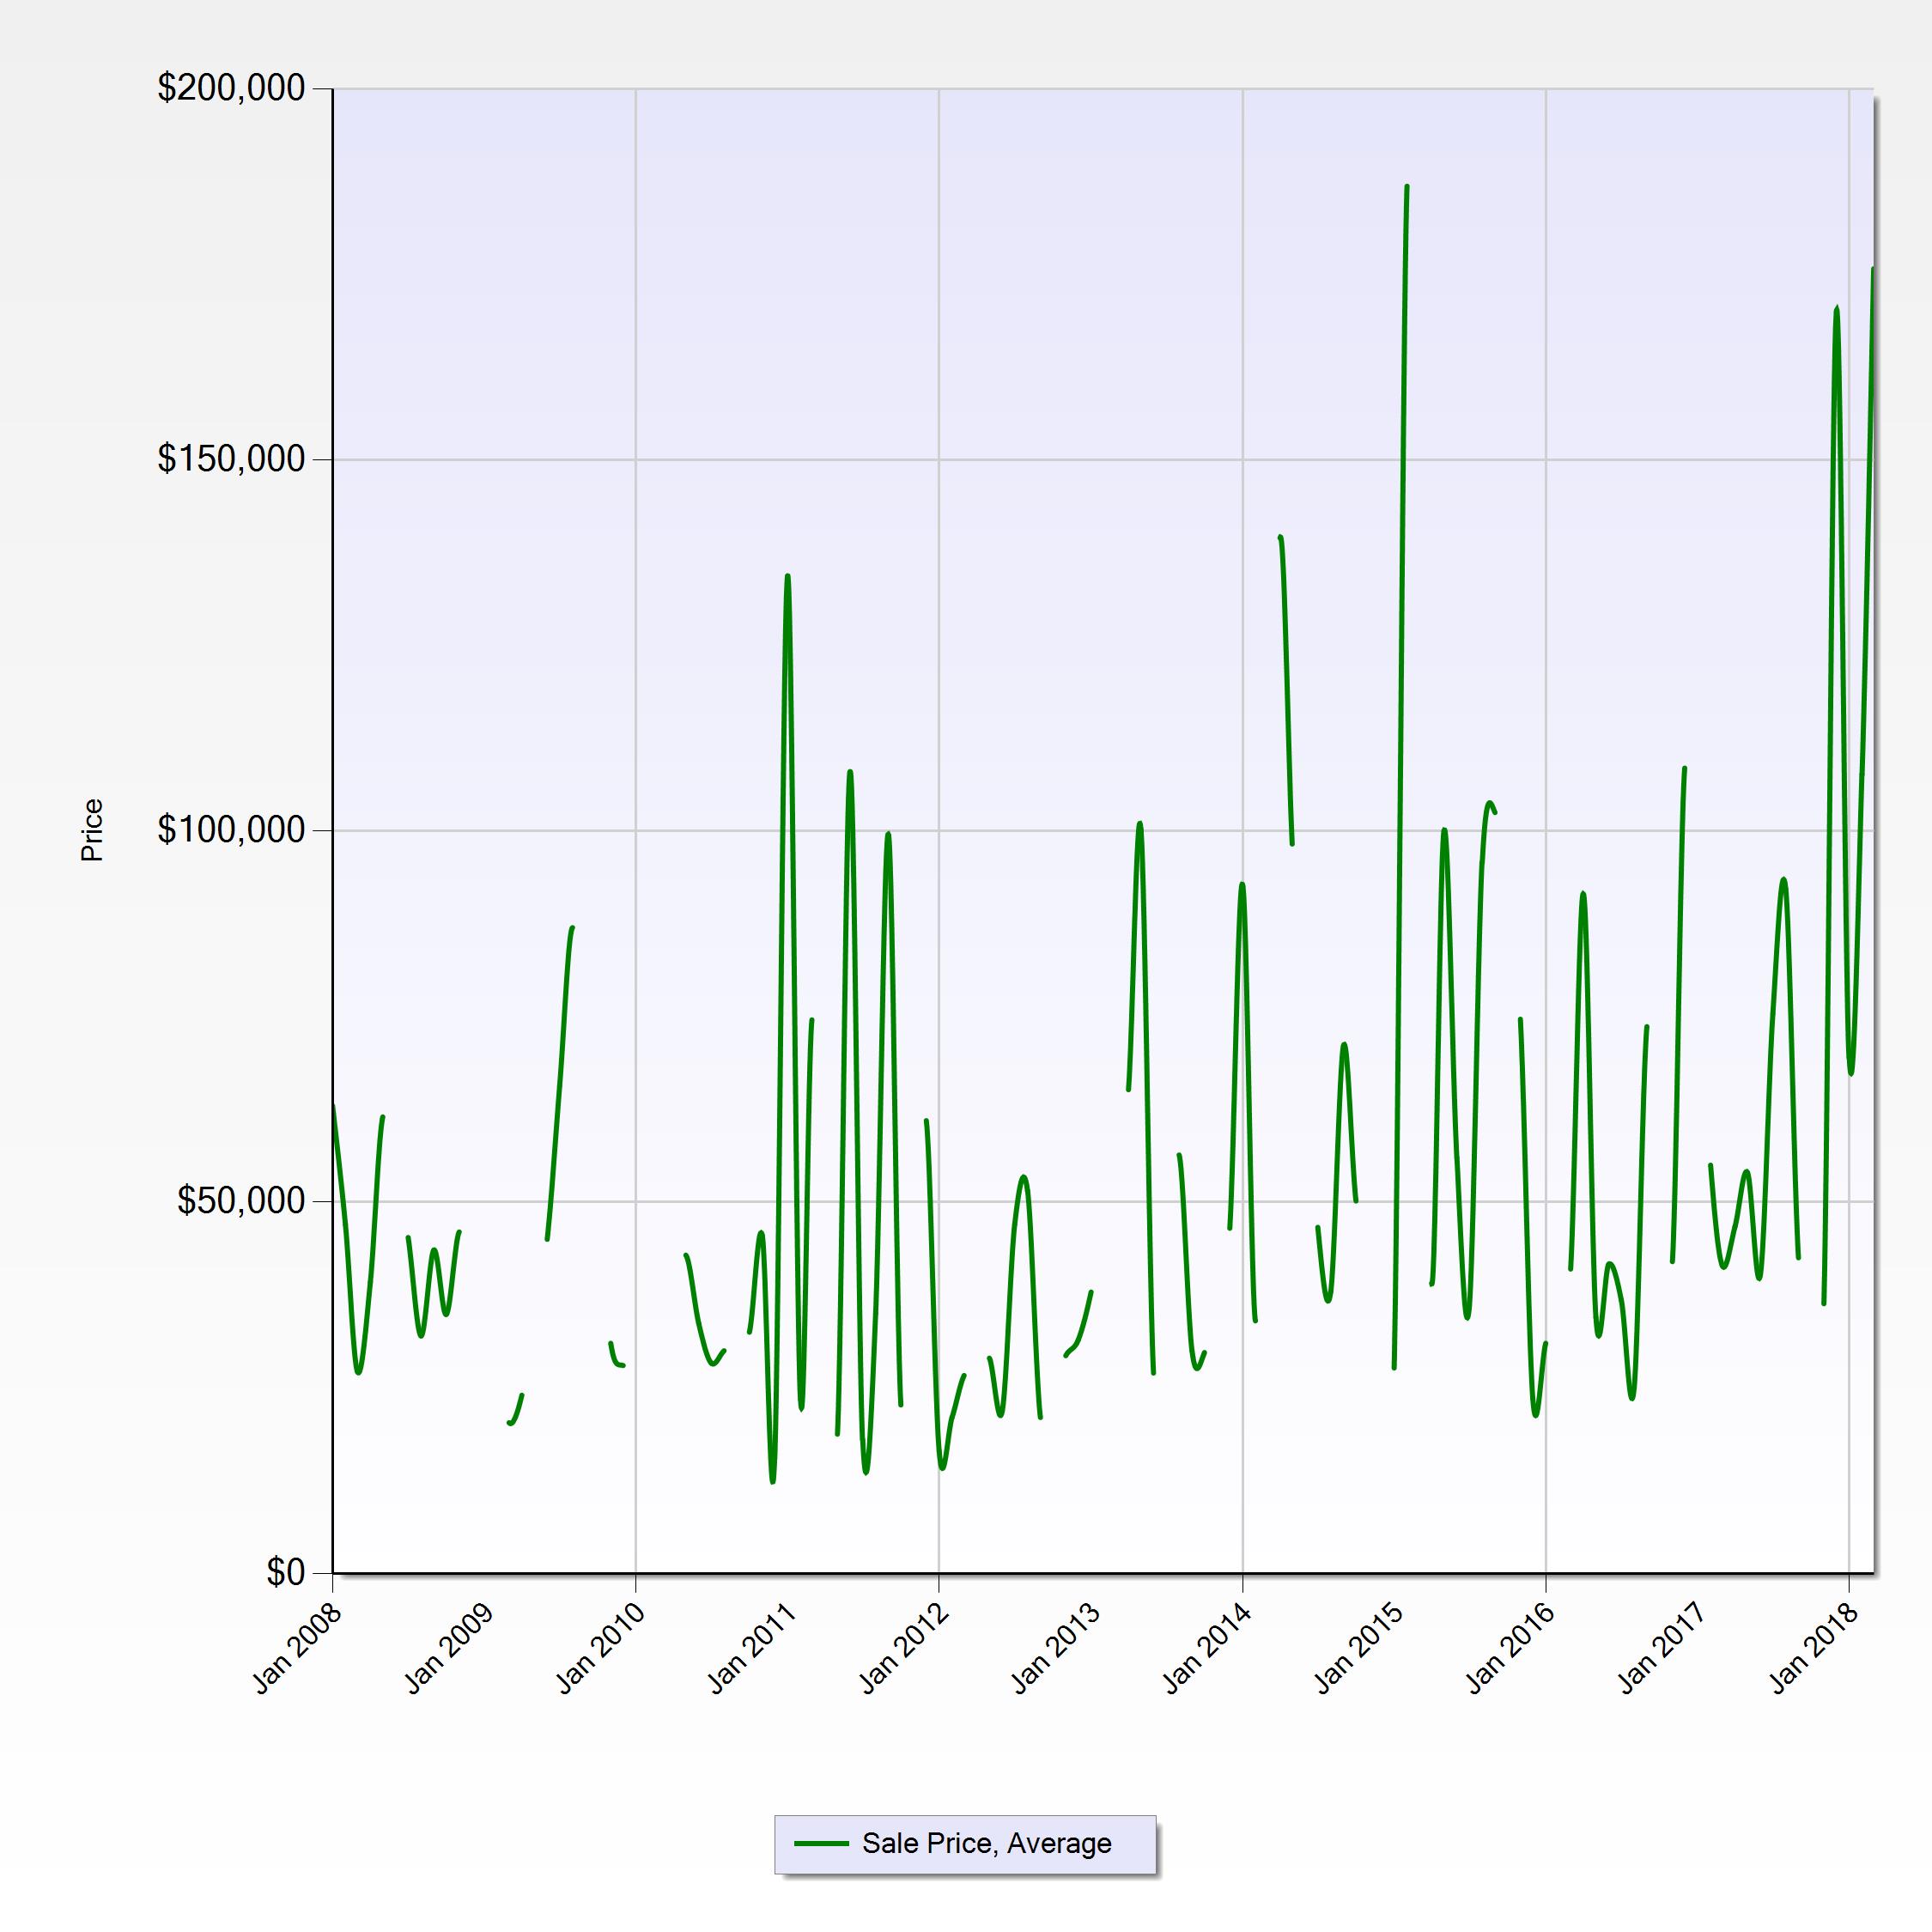 $200,000
$150,000
$100,000
$50,000
$0
Price
Jan 2008
Jan 2009
Jan 2010
Jan 2011
Jan 2012
Jan 2013
Jan 2014
Jan 2015
Jan 2016
Jan 2017
Jan 2018
Sale Price, Average